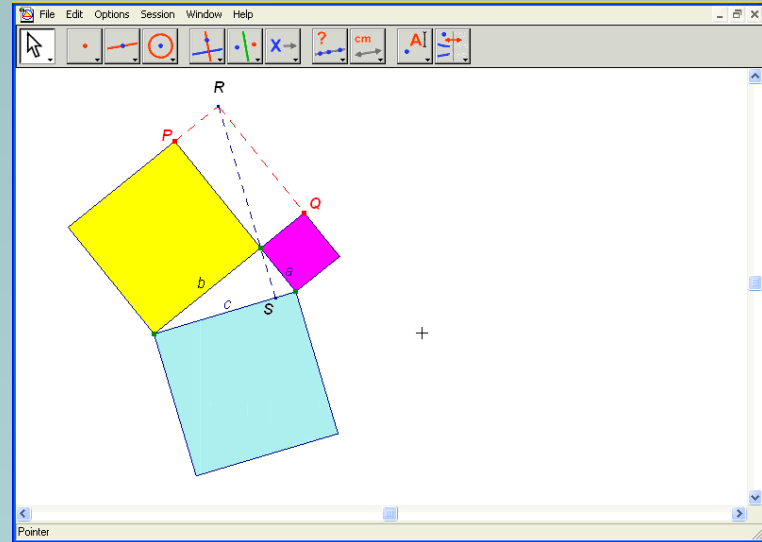 File Edit Options Session Window Help
X
?
cm
A
R
P
Q
b
a
c
S
Pointer